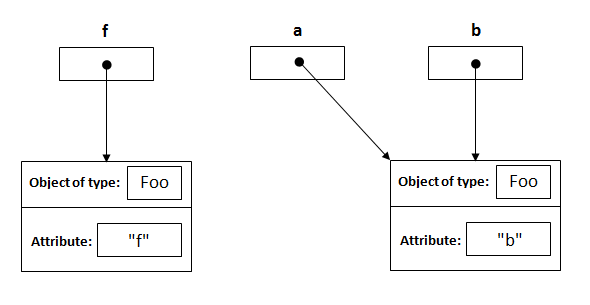 f a b
Object of type: Foo
Attribute: "f"
Object of type: Foo
Attribute: "b"